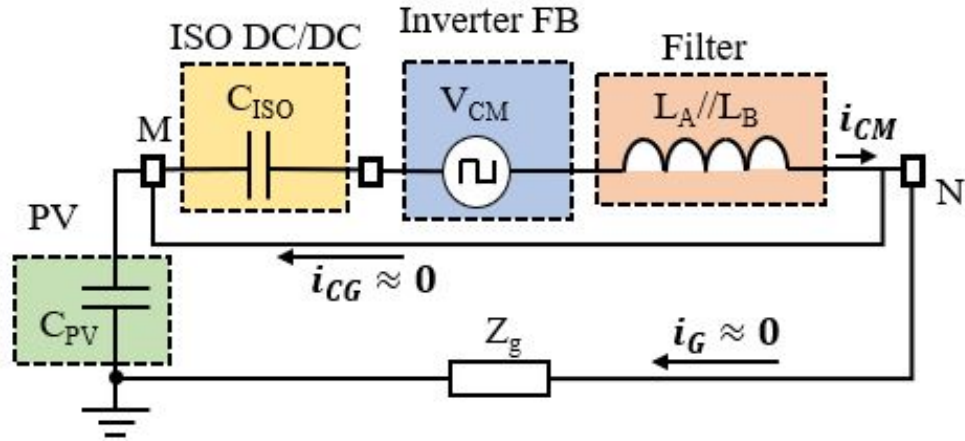 ISO DC/DC
Inverter FB
Filter
C_ISO
V_CM
L_A//L_B
i_CM
M
N
PV
i_CG ≈ 0
C_PV
Z_g
i_G ≈ 0